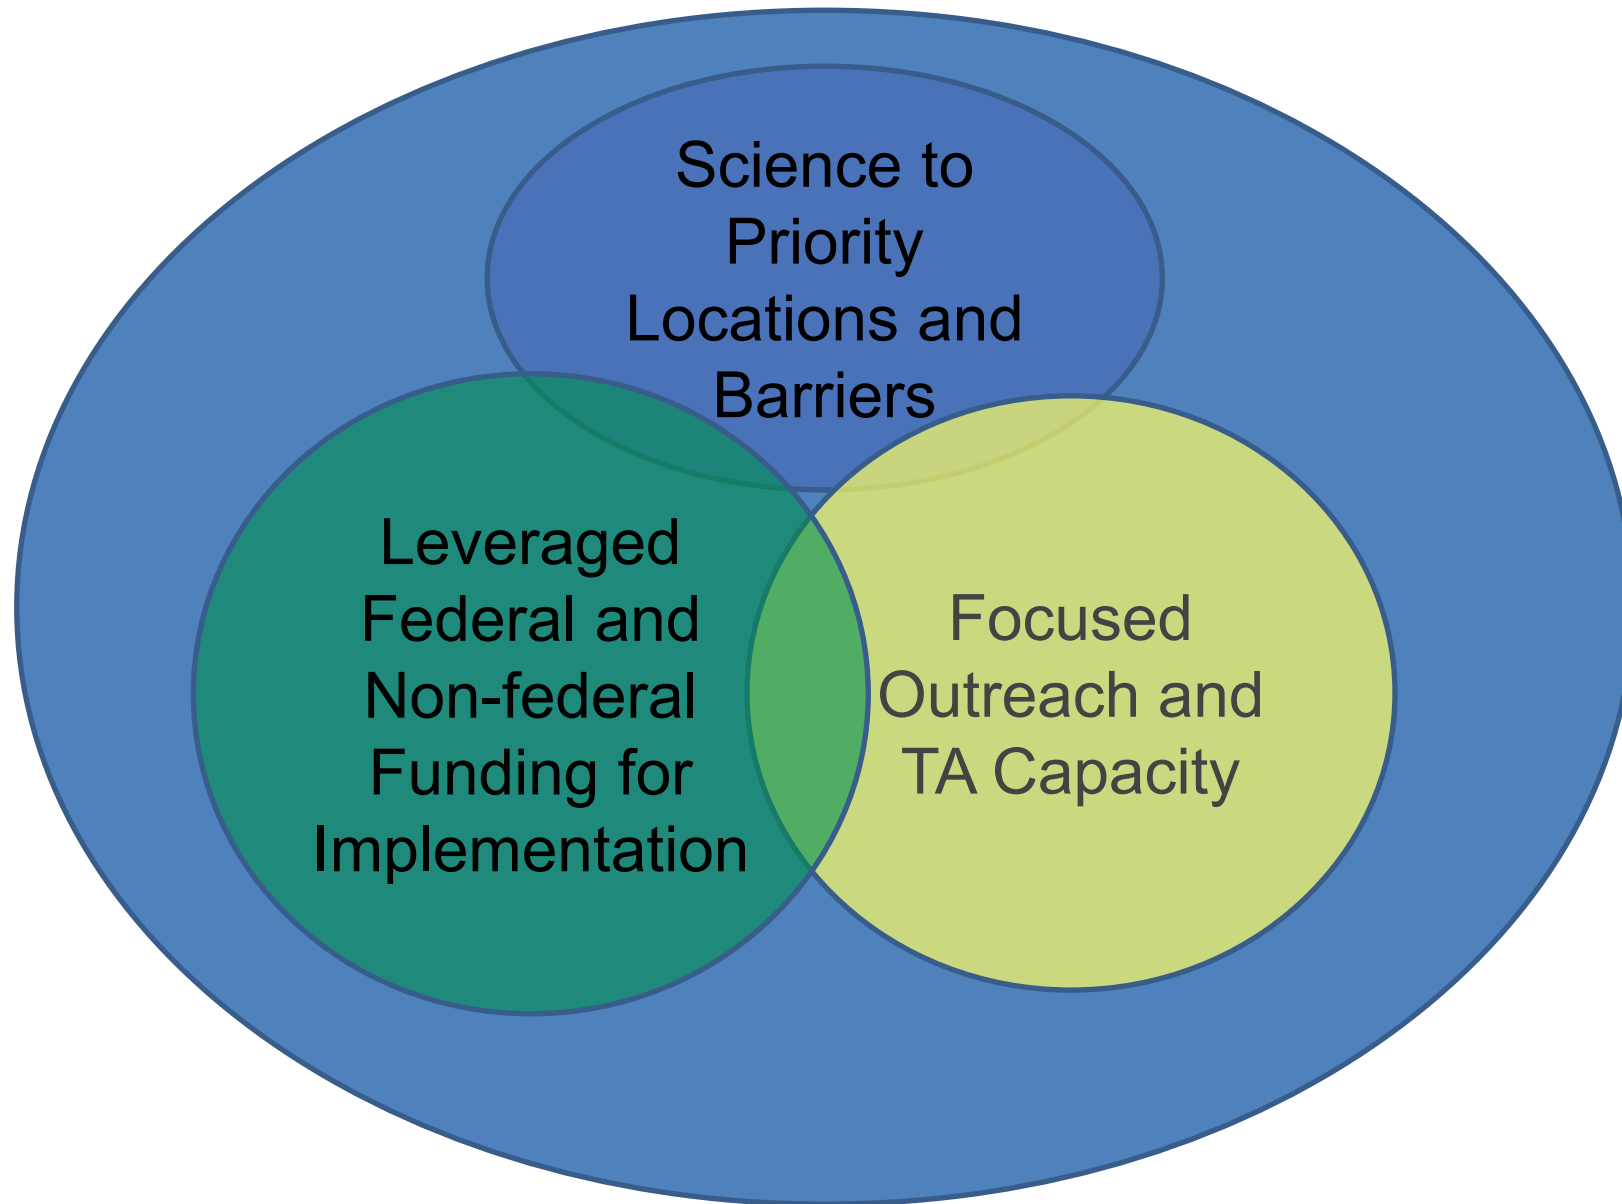 Science to
Priority
Locations and
Barriers
Leveraged
Federal and
Non-federal
Funding for
Implementation
Focused
Outreach and
TA Capacity